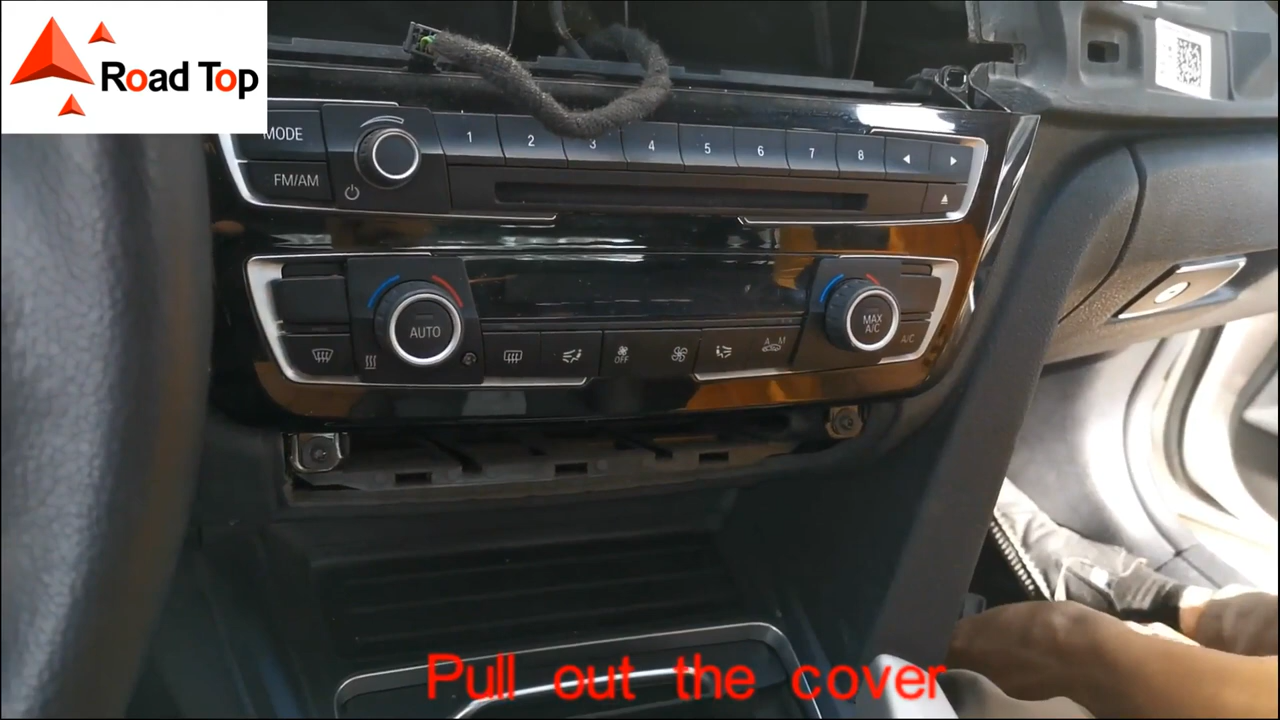 Road Top
MODE
1 2 3 4 5 6 7 8
FM/AM
AUTO
MAX
A/C
A/C
OFF
A M
Pull out the cover